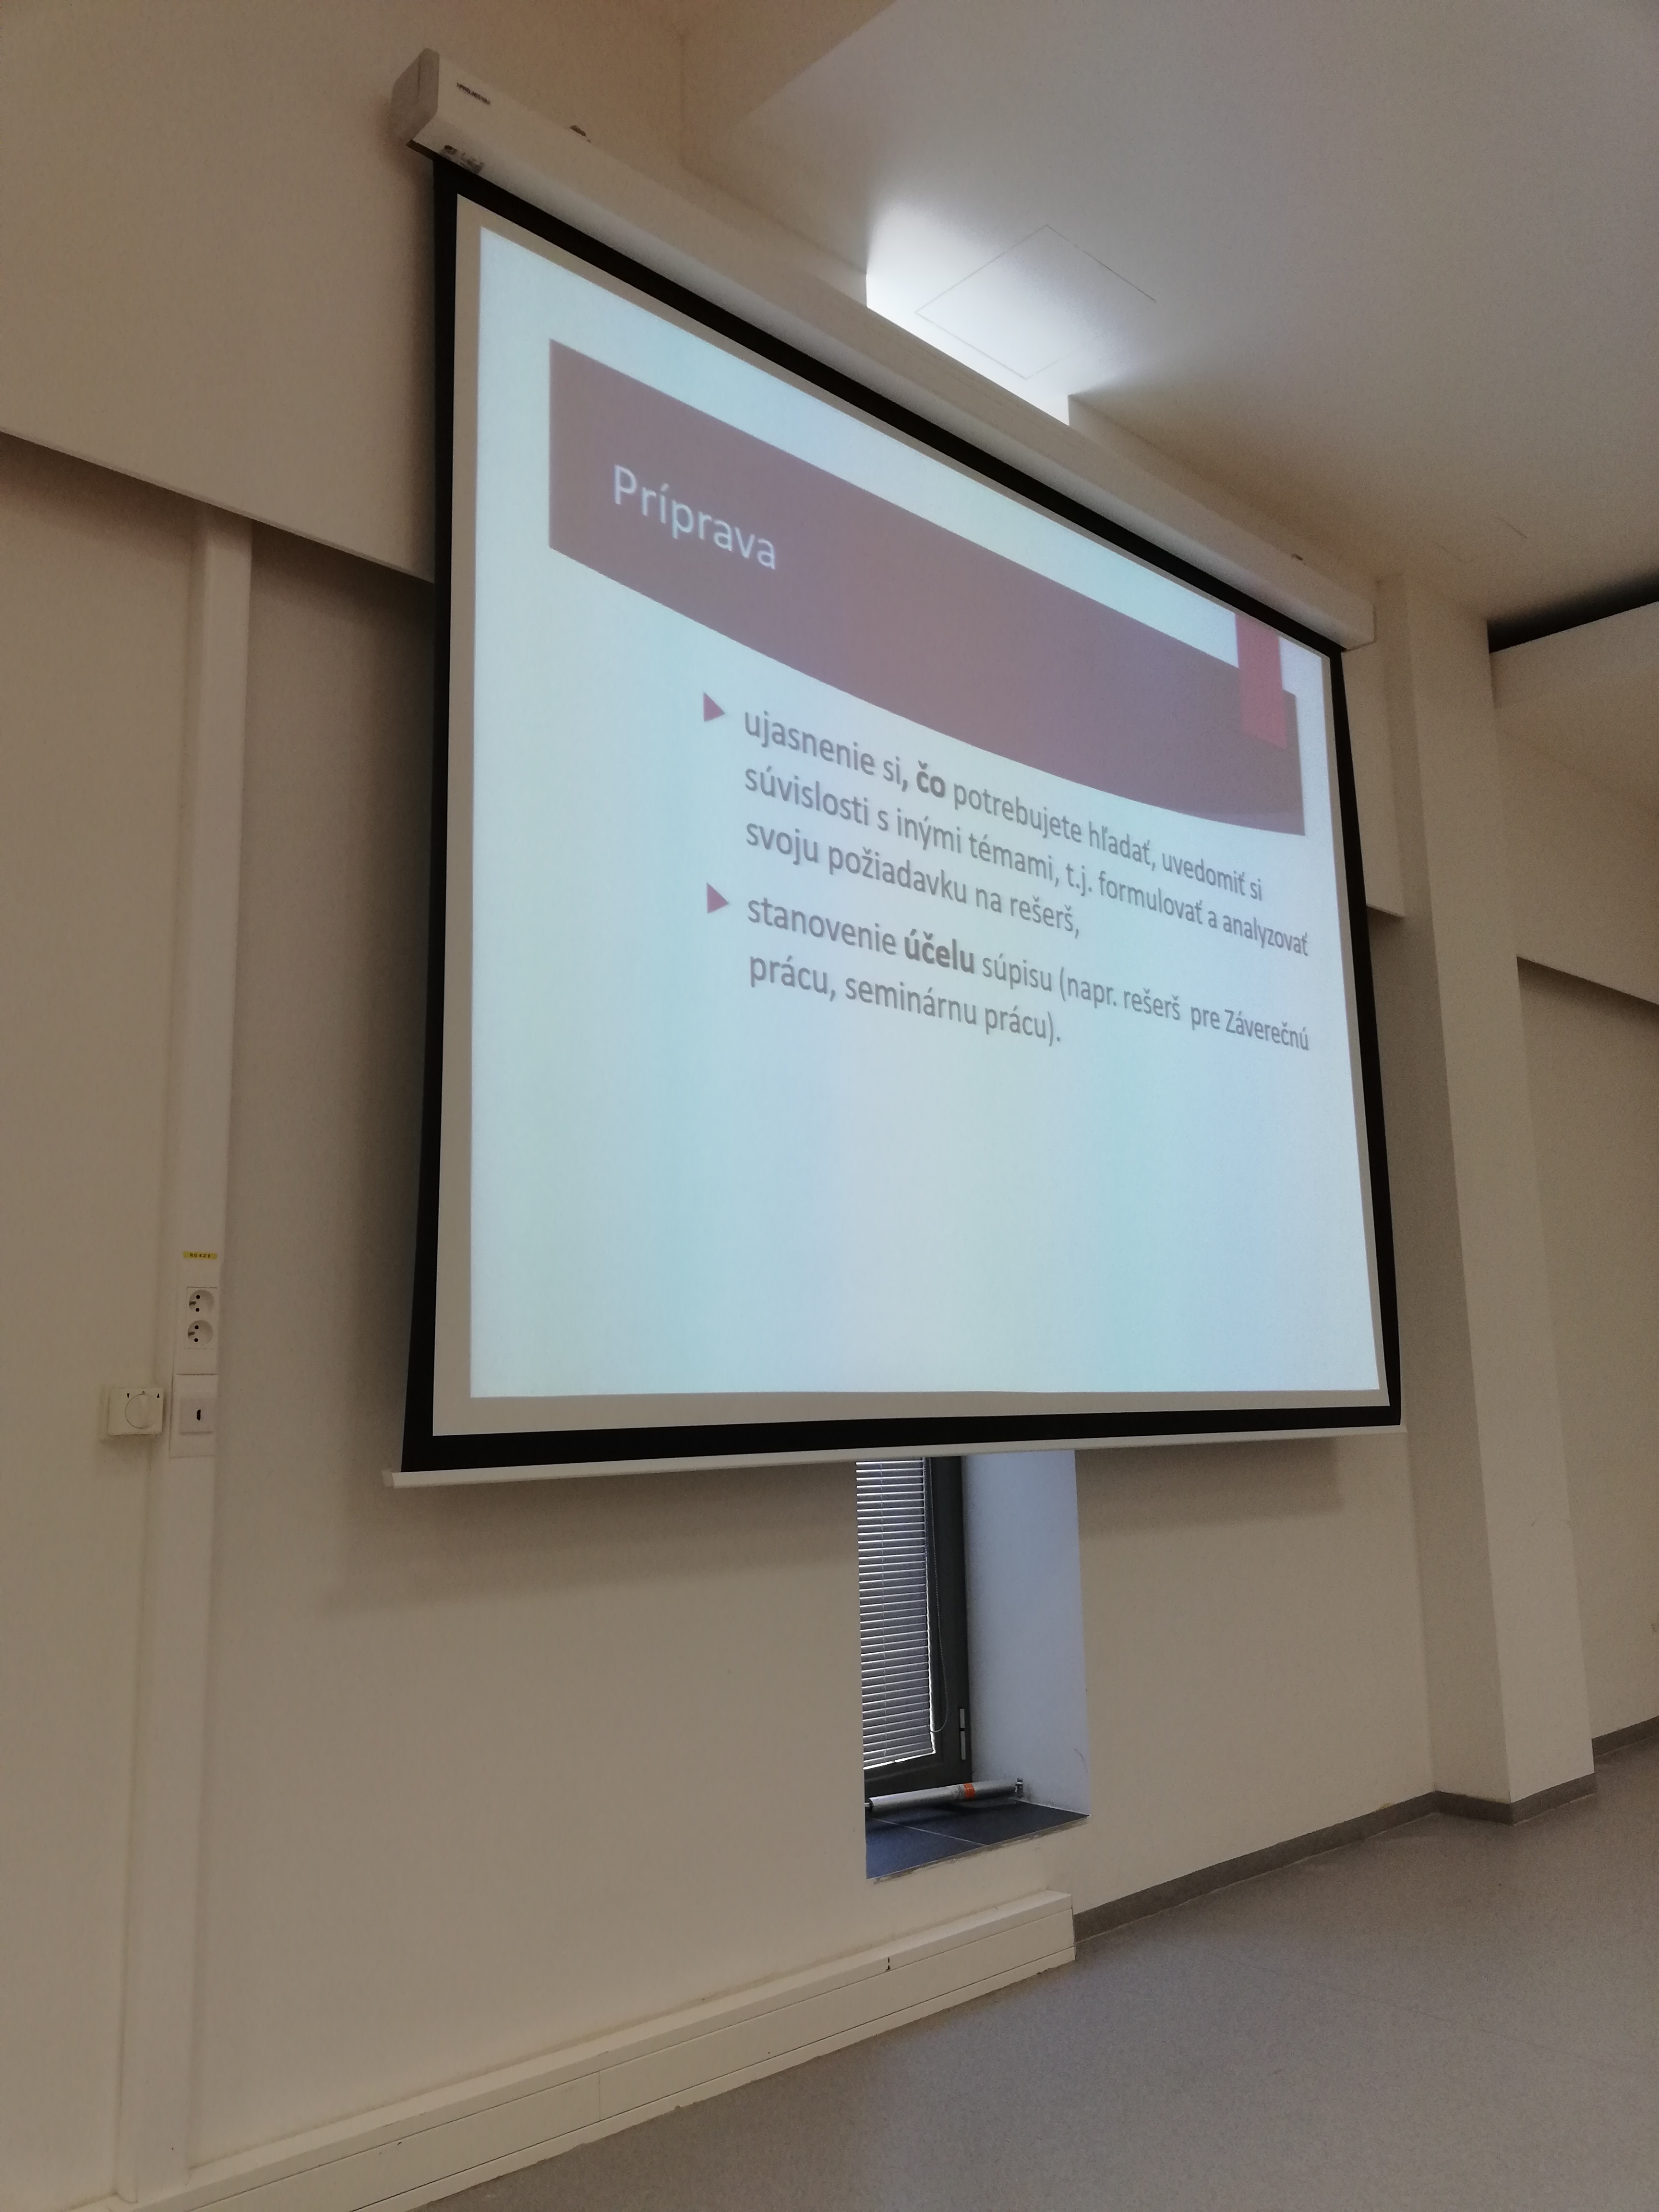 Príprava
ujasnenie si, čo potrebujete hľadať, uvedomiť si
súvislosti s inými témami, t.j. formulovať a analyzovať
svoju požiadavku na rešerš,
stanovenie účelu súpisu (napr. rešerš pre Záverečnú
prácu, seminárnu prácu).